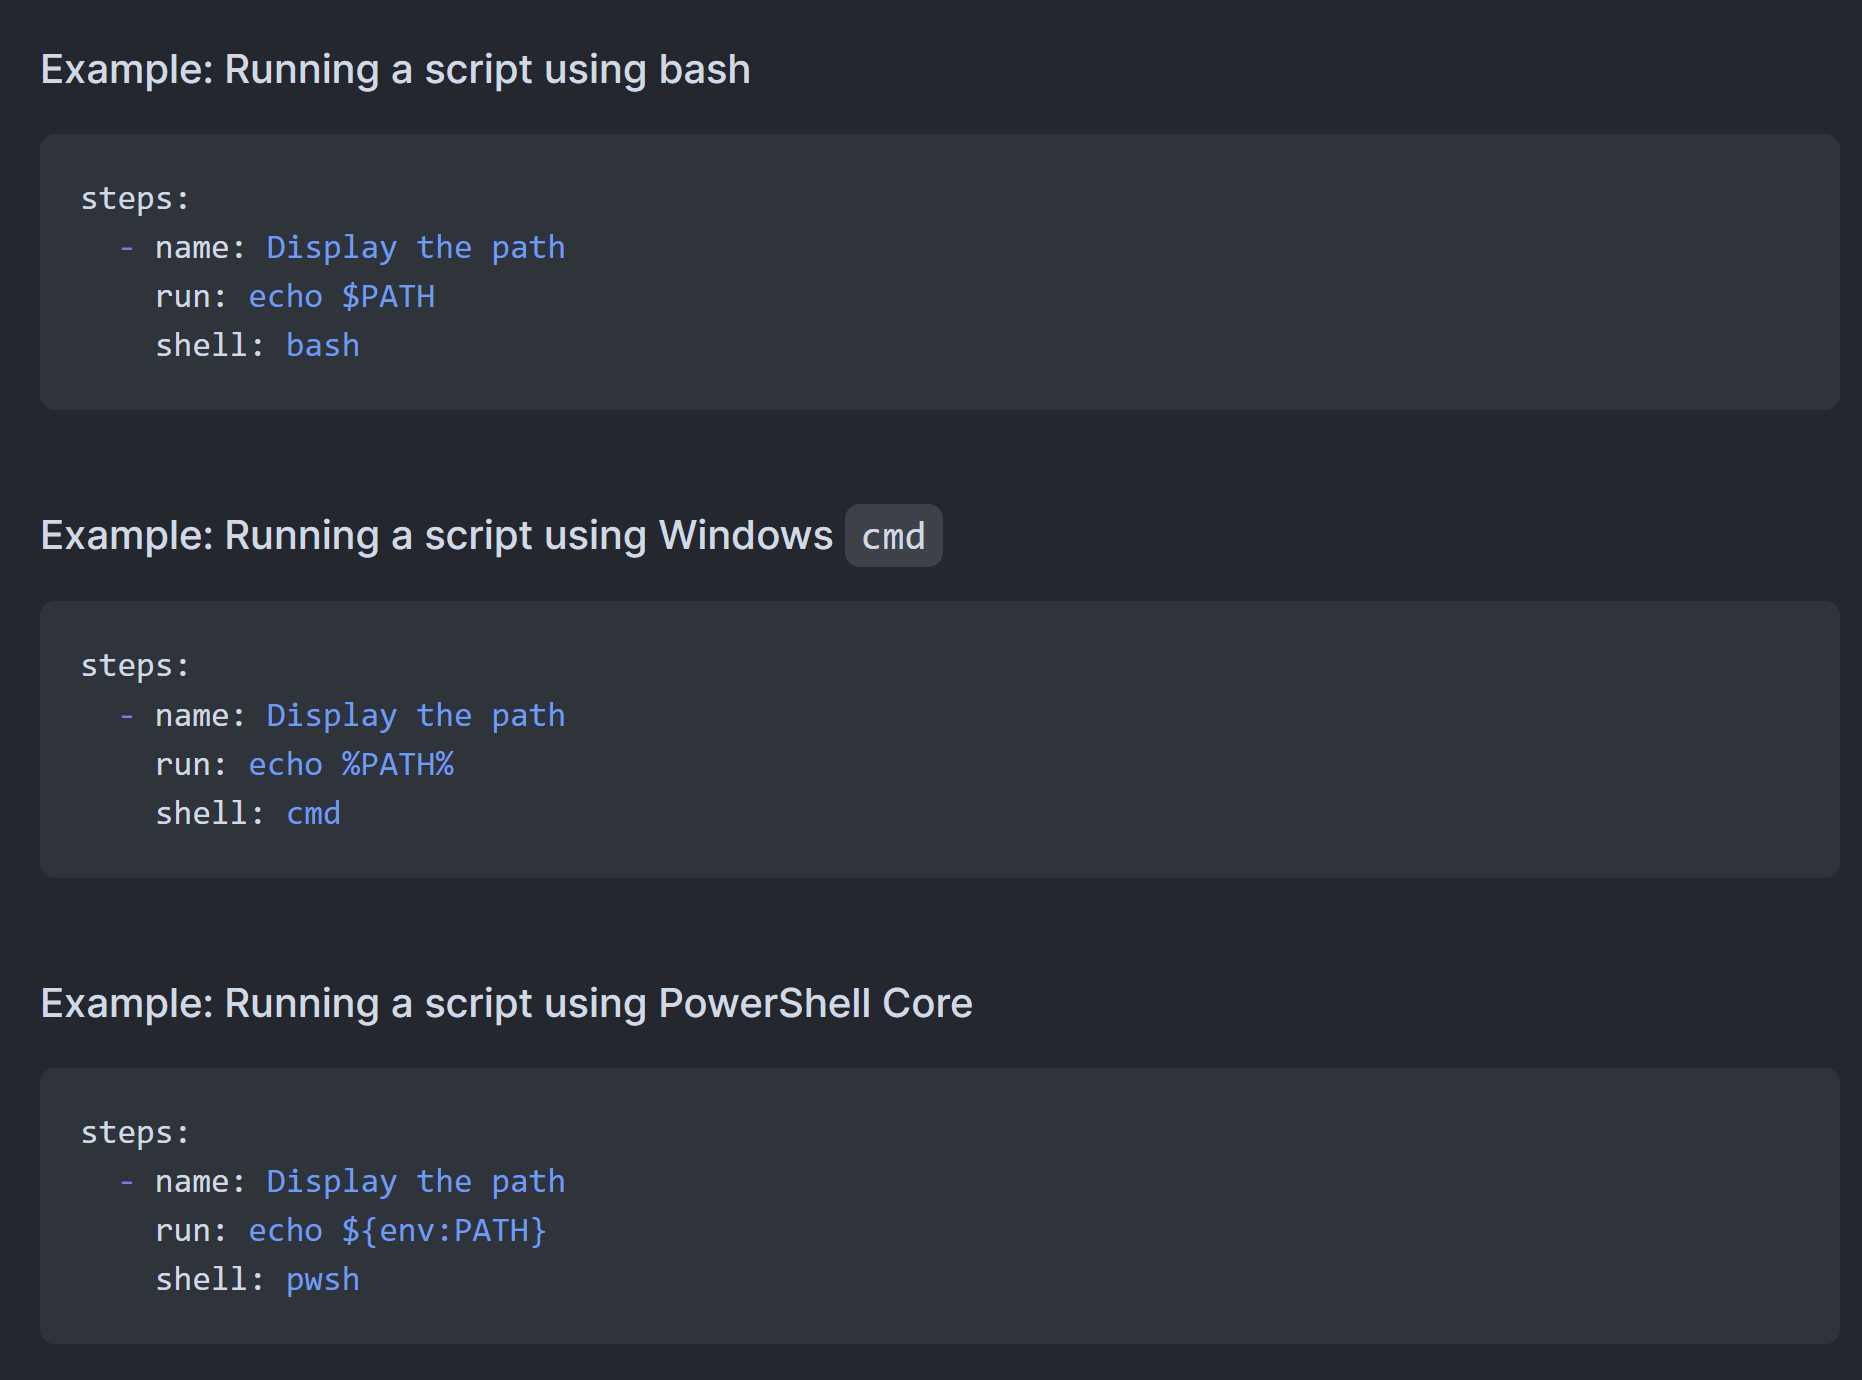 Example: Running a script using bash
steps:
  - name: Display the path
    run: echo $PATH
    shell: bash
Example: Running a script using Windows cmd
steps:
  - name: Display the path
    run: echo %PATH%
    shell: cmd
Example: Running a script using PowerShell Core
steps:
  - name: Display the path
    run: echo ${env:PATH}
    shell: pwsh